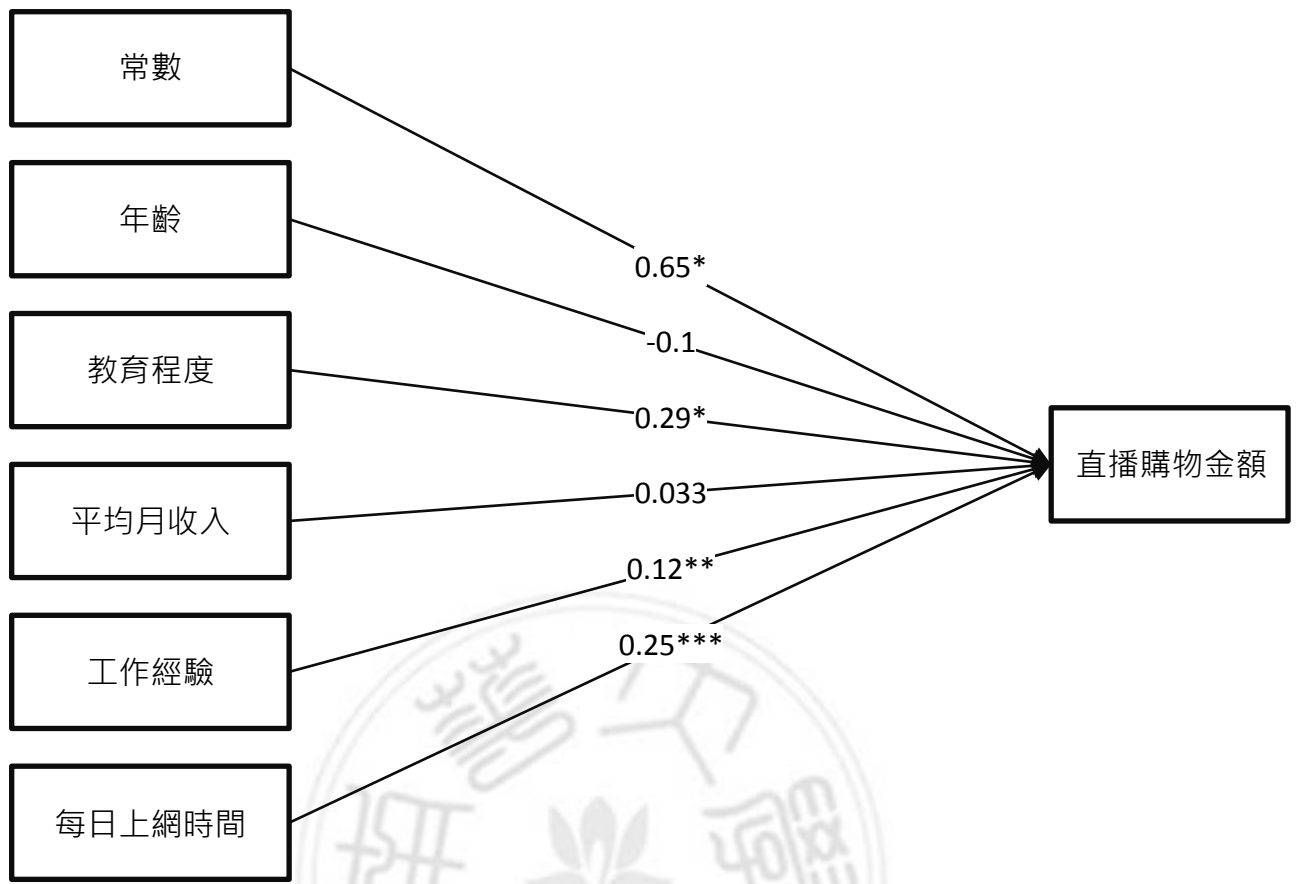 常數
年齡
教育程度
平均月收入
工作經驗
每日上網時間
0.65*
-0.1
0.29*
0.033
0.12**
0.25***
直播購物金額